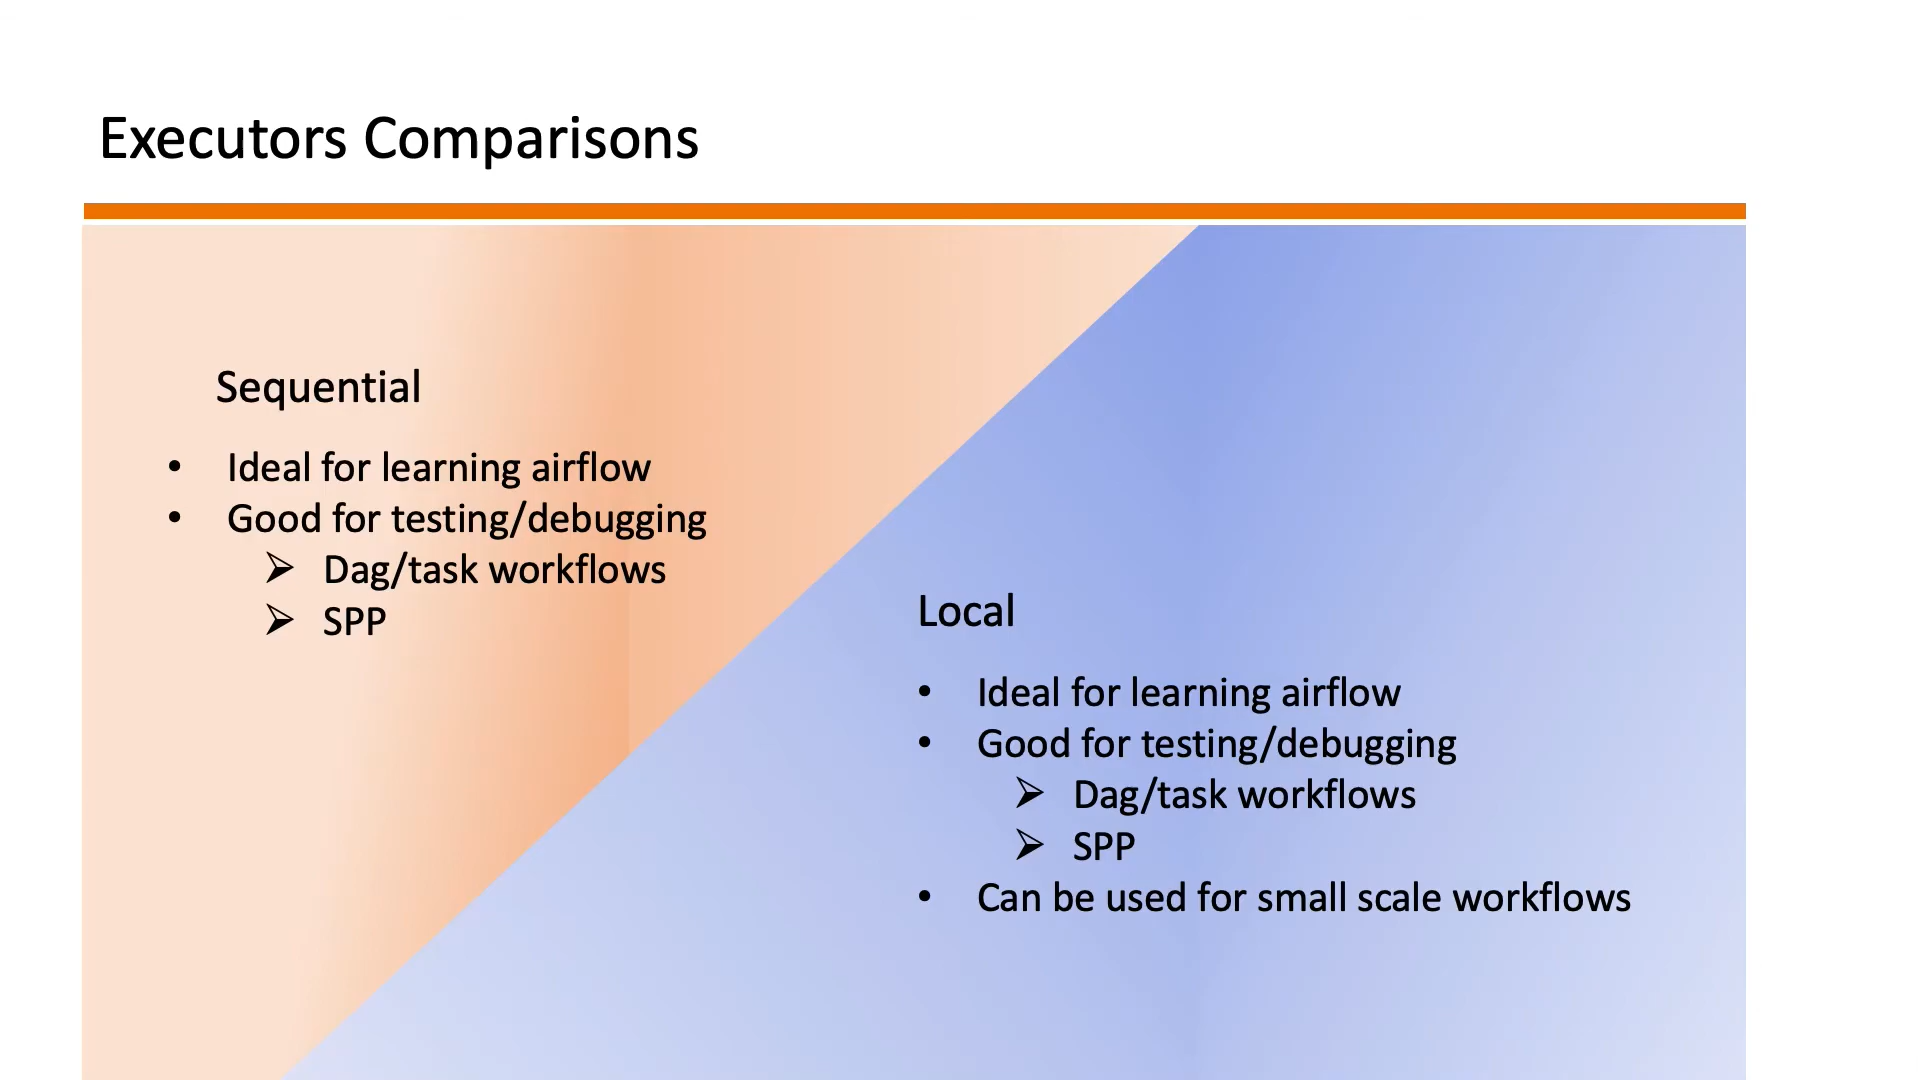 Executors Comparisons
Sequential
• Ideal for learning airflow
• Good for testing/debugging
➢ Dag/task workflows
➢ SPP
Local
• Ideal for learning airflow
• Good for testing/debugging
➢ Dag/task workflows
➢ SPP
• Can be used for small scale workflows